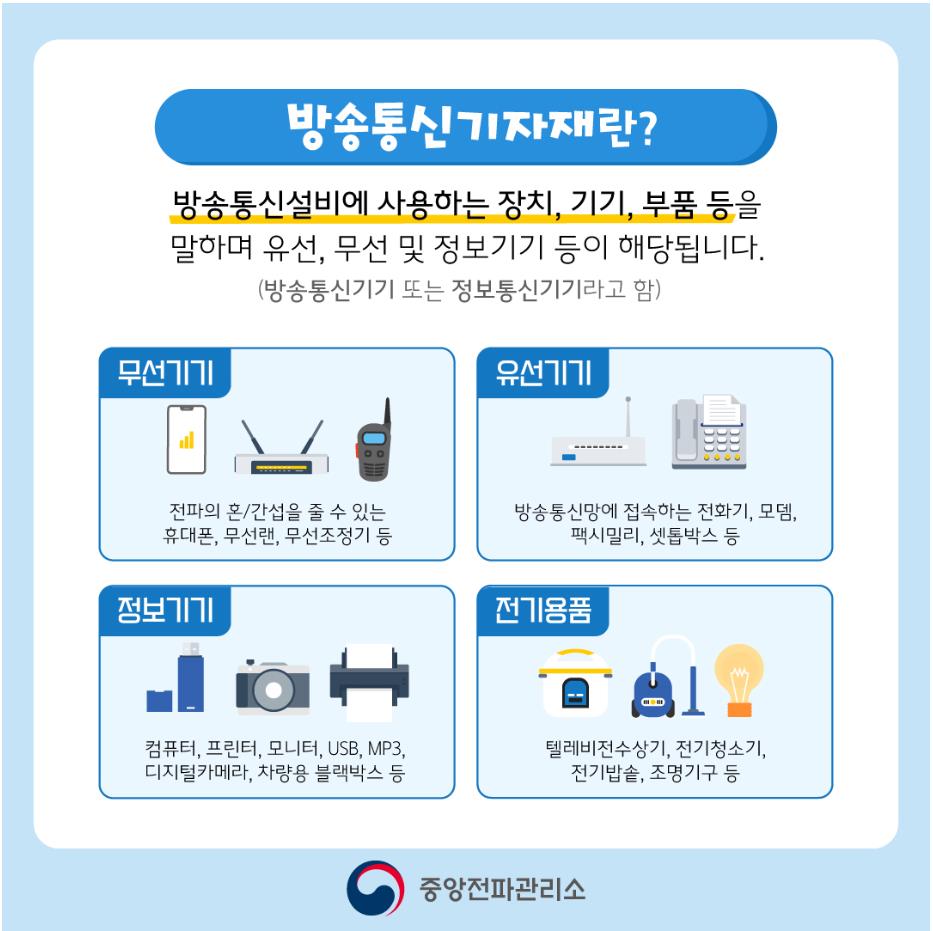 방송통신기자재란?
방송통신설비에 사용하는 장치, 기기, 부품 등을
말하며 유선, 무선 및 정보기기 등이 해당됩니다.
(방송통신기기 또는 정보통신기기라고 함)
무선기기
전파의 혼/간섭을 줄 수 있는
휴대폰, 무선랜, 무선조정기 등
유선기기
방송통신망에 접속하는 전화기, 모뎀,
팩시밀리, 셋톱박스 등
정보기기
컴퓨터, 프린터, 모니터, USB, MP3,
디지털카메라, 차량용 블랙박스 등
전기용품
텔레비전수상기, 전기청소기,
전기밥솥, 조명기구 등
중앙전파관리소